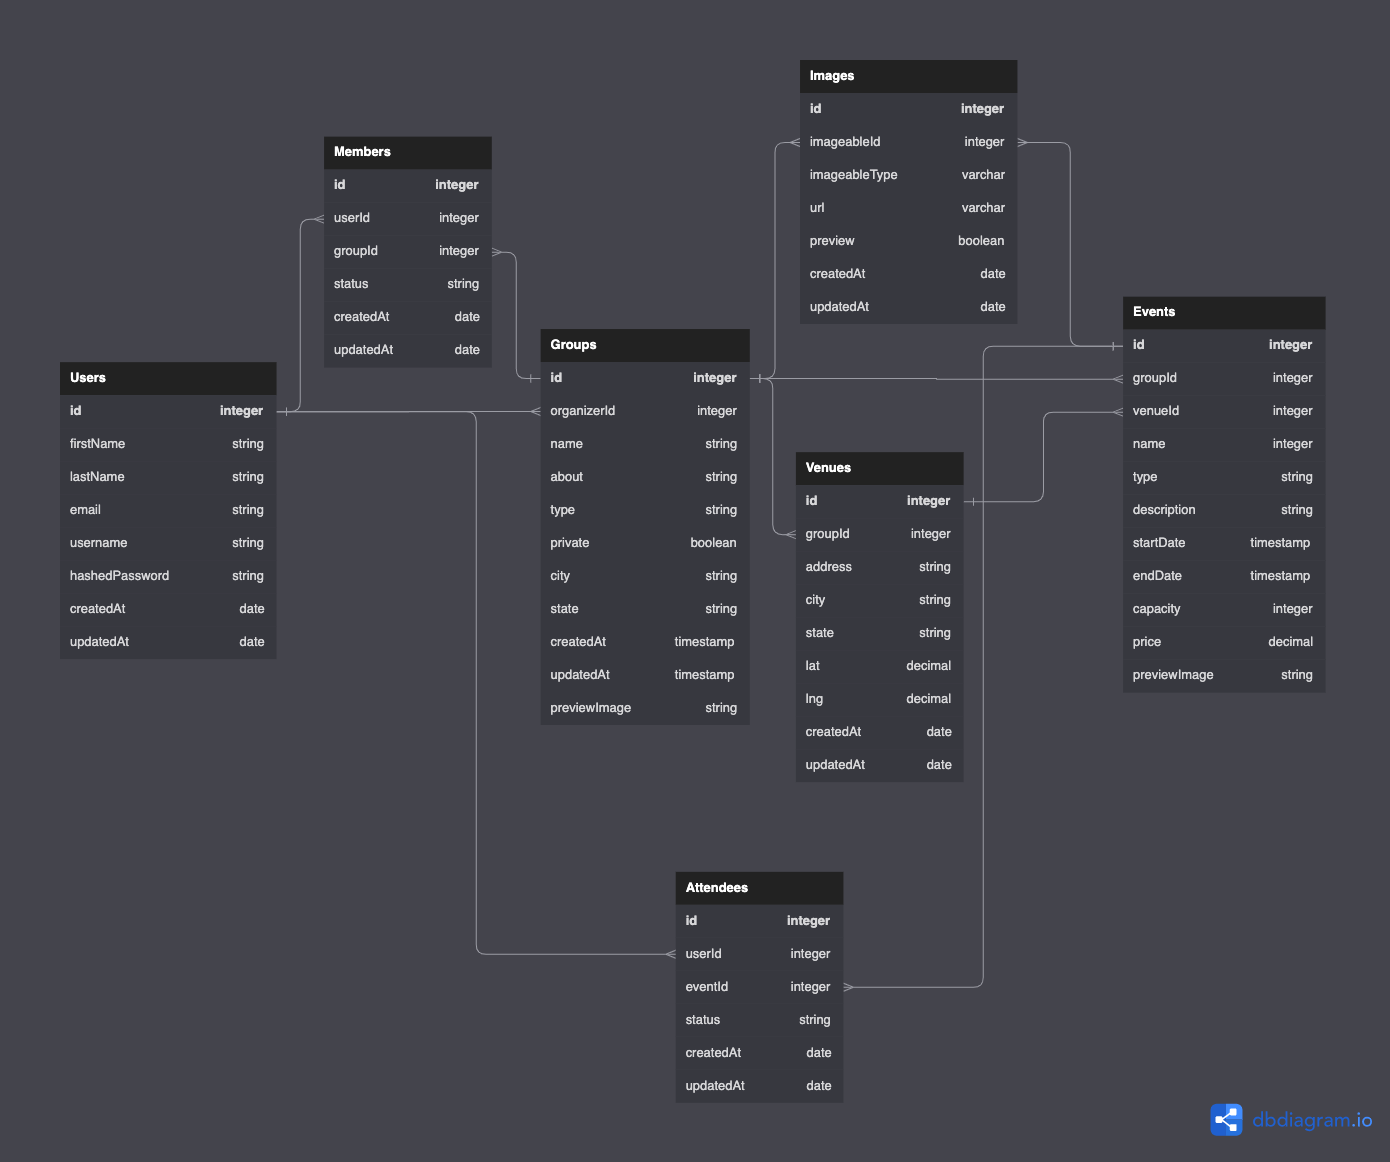 Images
id integer
imageableId integer
imageableType varchar
url varchar
preview boolean
createdAt date
updatedAt date
Members
id integer
userId integer
groupId integer
status string
createdAt date
updatedAt date
Events
id integer
groupId integer
venueId integer
name integer
type string
description string
startDate timestamp
endDate timestamp
capacity integer
price decimal
previewImage string
Groups
id integer
organizerId integer
name string
about string
type string
private boolean
city string
state string
createdAt timestamp
updatedAt timestamp
previewImage string
Users
id integer
firstName string
lastName string
email string
username string
hashedPassword string
createdAt date
updatedAt date
Venues
id integer
groupId integer
address string
city string
state string
lat decimal
lng decimal
createdAt date
updatedAt date
Attendees
id integer
userId integer
eventId integer
status string
createdAt date
updatedAt date
dbdiagram.io